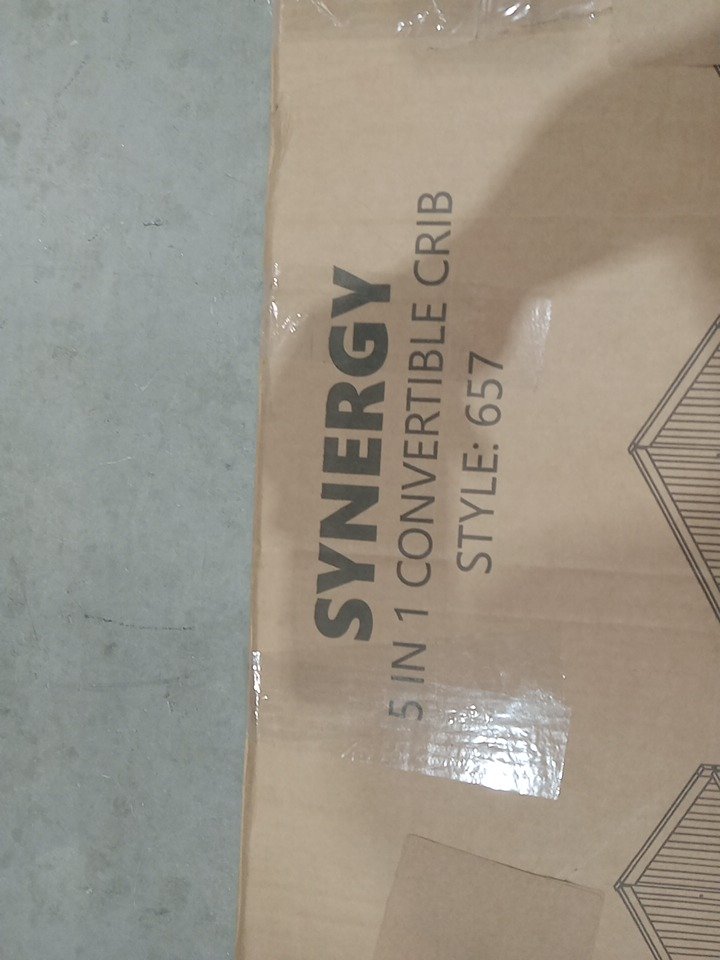 SYNERGY
5 IN 1 CONVERTIBLE CRIB
STYLE: 657